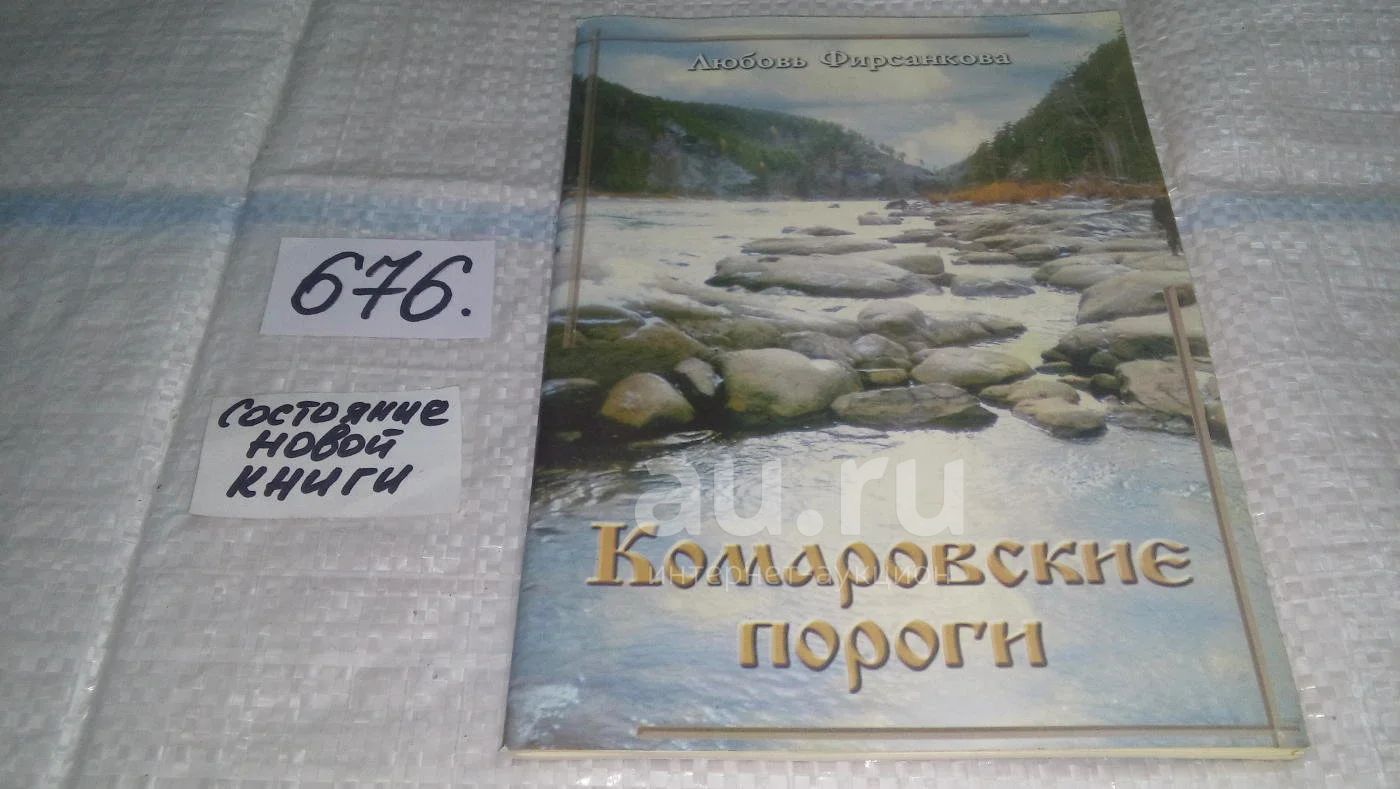 Любовь Фирсанкова
676.
Состояние
новой
книги
au.ru
интернет-аукцион
Комаровские
пороги